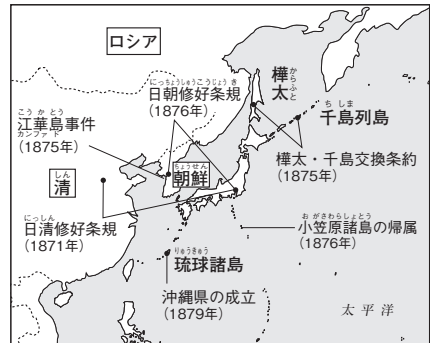 ロシア
にっちょうしゅうこうじょうき
日朝修好条規
(1876年)
からふと
樺太
ちしま
千島列島
こうかとう
江華島事件
カンファド
(1875年)
樺太・千島交換条約
(1875年)
しん
清
ちょうせん
朝鮮
にっしん
日清修好条規
(1871年)
おがさわらしょとう
小笠原諸島の帰属
(1876年)
りゅうきゅう
琉球諸島
沖縄県の成立
(1879年)
太平洋